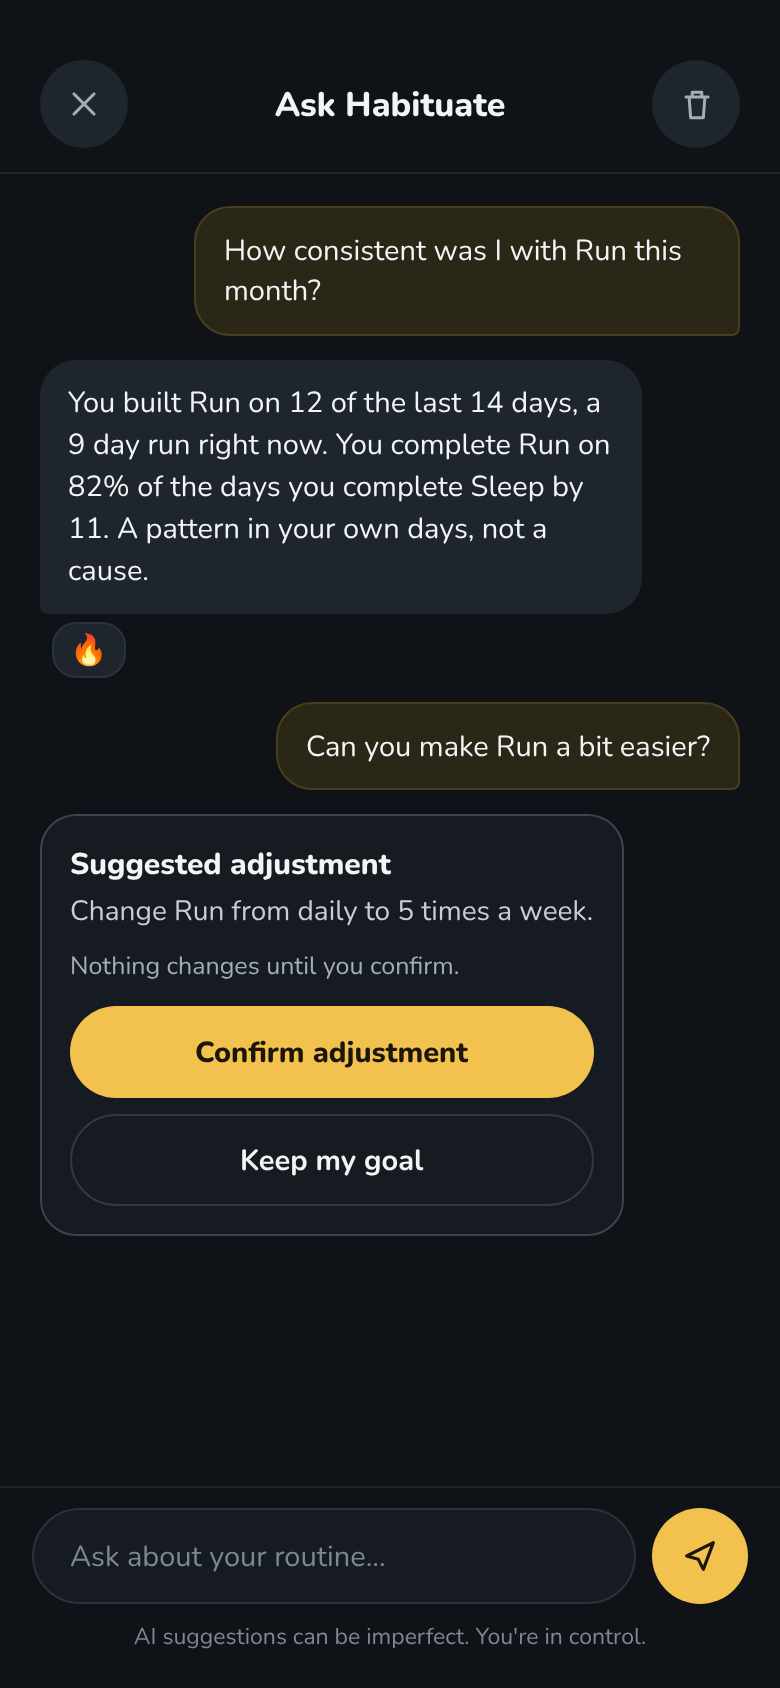 Ask Habituate
How consistent was I with Run this
month?
You built Run on 12 of the last 14 days, a
9 day run right now. You complete Run on
82% of the days you complete Sleep by
11. A pattern in your own days, not a
cause.
🔥
Can you make Run a bit easier?
Suggested adjustment
Change Run from daily to 5 times a week.
Nothing changes until you confirm.
Confirm adjustment
Keep my goal
Ask about your routine...
AI suggestions can be imperfect. You're in control.